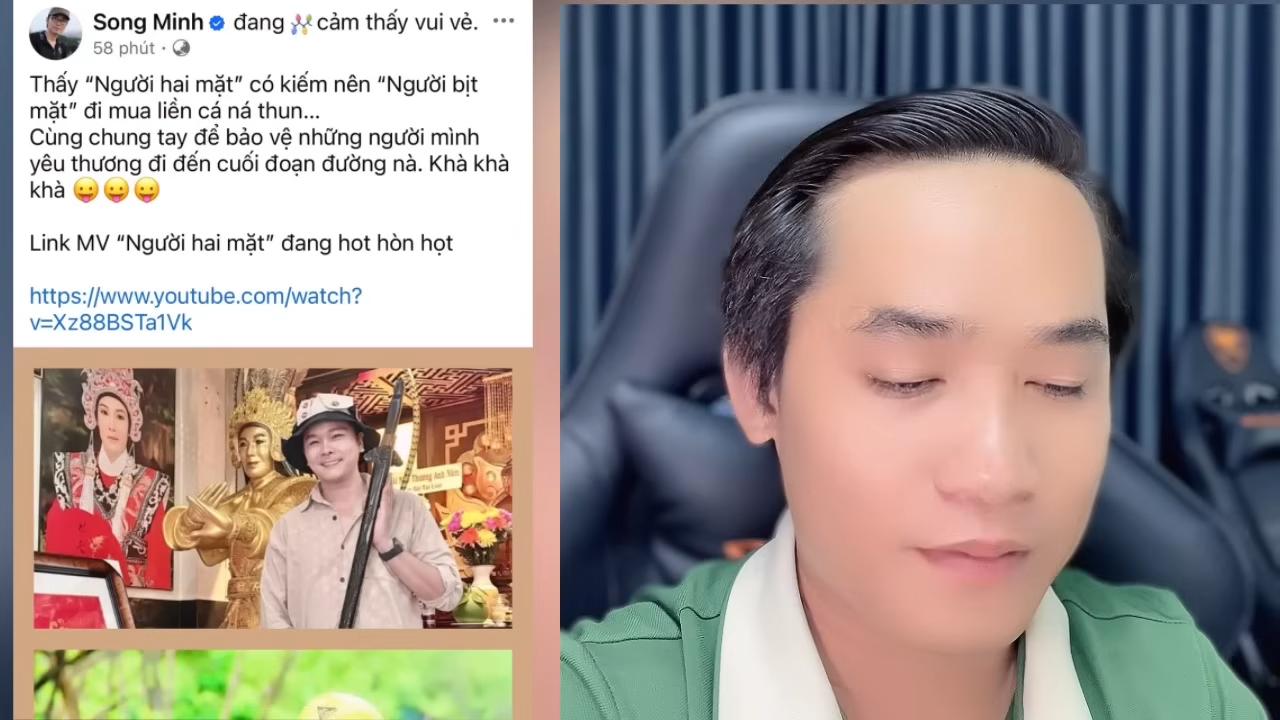 Song Minh đang cảm thấy vui vẻ.
58 phút ·
Thấy “Người hai mặt” có kiếm nên “Người bịt
mặt” đi mua liền cá ná thun...
Cùng chung tay để bảo vệ những người mình
yêu thương đi đến cuối đoạn đường nà. Khà khà
khà 😛😛😛
Link MV “Người hai mặt” đang hot hòn họt
https://www.youtube.com/watch?
v=Xz88BSTa1Vk
Thương Anh Năm